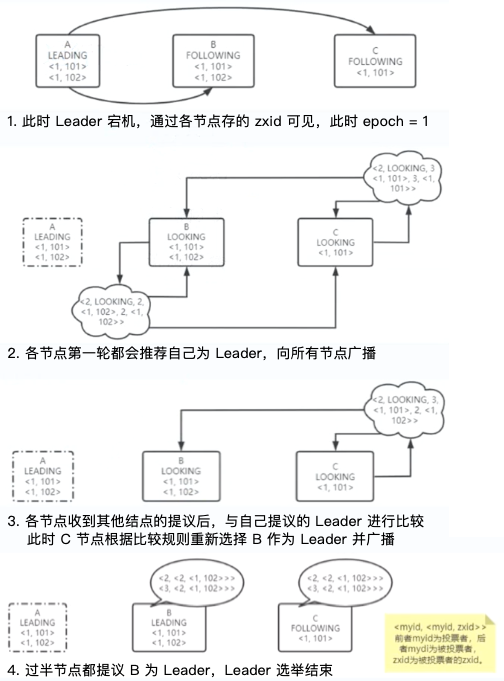 A
LEADING
<1, 101>
<1, 102>
B
FOLLOWING
<1, 101>
<1, 102>
C
FOLLOWING
<1, 101>
1. 此时 Leader 宕机，通过各节点存的 zxid 可见，此时 epoch = 1
<2, LOOKING, 3
<1, 101>, 3, <1,
101>>
A
LEADING
<1, 101>
<1, 102>
B
LOOKING
<1, 101>
<1, 102>
C
LOOKING
<1, 101>
<2, LOOKING, 2,
<1, 102>, 2, <1,
102>>
2. 各节点第一轮都会推荐自己为 Leader，向所有节点广播
<2, LOOKING, 3,
<1, 101>, 2, <1,
102>>
A
LEADING
<1, 101>
<1, 102>
B
LOOKING
<1, 101>
<1, 102>
C
LOOKING
<1, 101>
3. 各节点收到其他结点的提议后，与自己提议的 Leader 进行比较
此时 C 节点根据比较规则重新选择 B 作为 Leader 并广播
<2, <2, <1, 102>>>
<3, <2, <1, 102>>>
<2, <2, <1, 102>>>
<3, <2, <1, 102>>>
A
LEADING
<1, 101>
<1, 102>
B
LEADING
<1, 101>
<1, 102>
C
FOLLOWING
<1, 101>
<myid, <myid, zxid>>
前者myid为投票者，后
者mydi为被投票者，
zxid为被投票者的zxid。
4. 过半节点都提议 B 为 Leader，Leader 选举结束